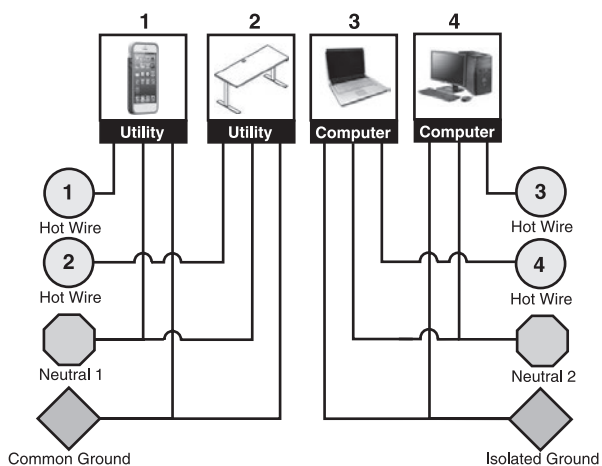 1 2 3 4
Utility Utility Computer Computer
1 3
Hot Wire Hot Wire
2 4
Hot Wire Hot Wire
Neutral 1 Neutral 2
Common Ground Isolated Ground